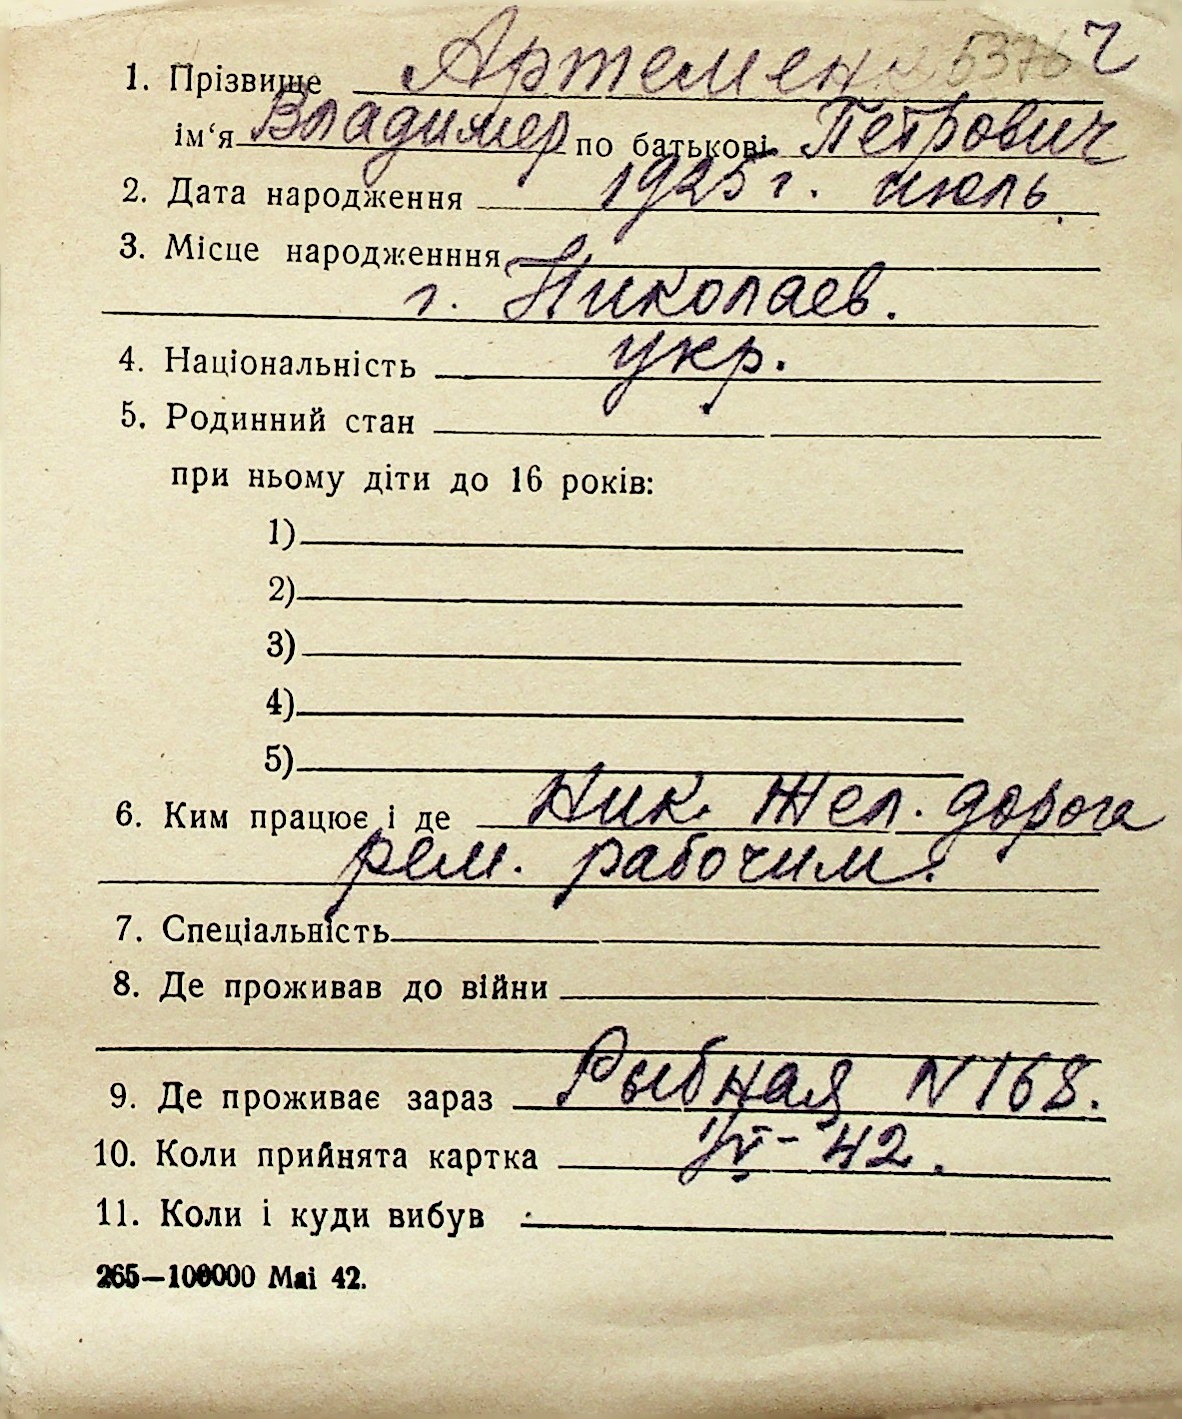 1. Прізвище Артемен 5376 Ч
ім‘я Владимер по батькові Петрович
2. Дата народження 1925 г. июль
3. Місце народженння
г. Николаев.
4. Національність укр.
5. Родинний стан
при ньому діти до 16 років:
1)
2)
3)
4)
5)
6. Ким працює і де Ник. Жел. дорога
рем. рабочим.
7. Спеціальність
8. Де проживав до війни
9. Де проживає зараз Рыбная N 168.
10. Коли прийнята картка - 42.
11. Коли і куди вибув
265—100000 Маі 42.